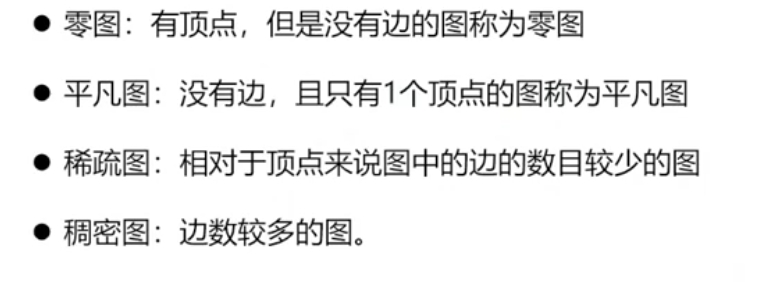 ● 零图：有顶点，但是没有边的图称为零图
● 平凡图：没有边，且只有1个顶点的图称为平凡图
● 稀疏图：相对于顶点来说图中的边的数目较少的图
● 稠密图：边数较多的图。